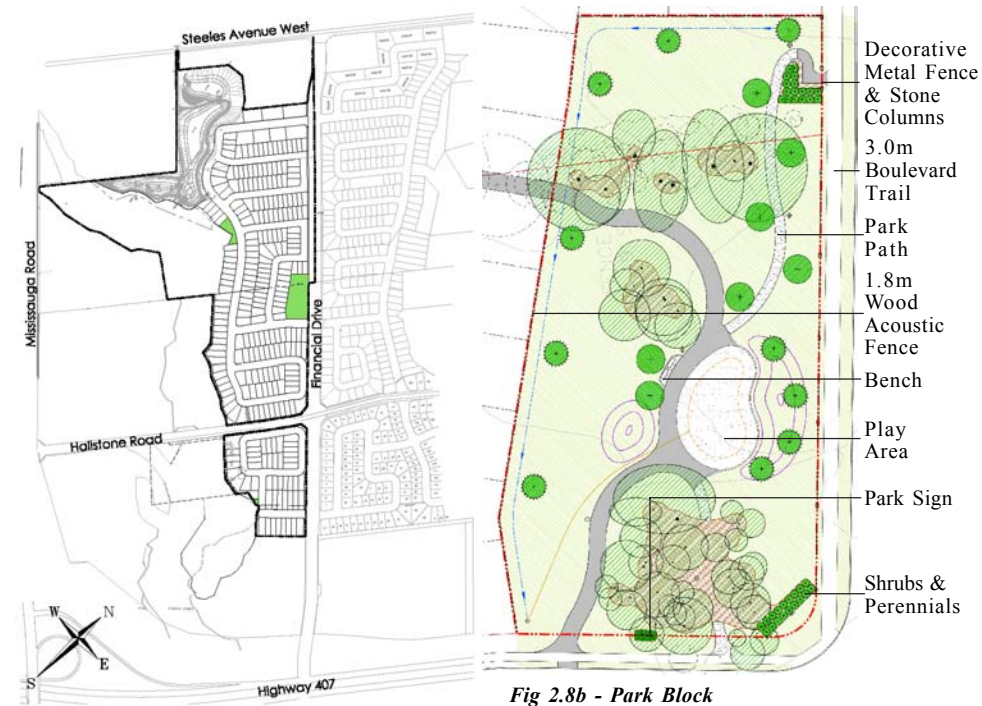 Steeles Avenue West
Mississauga Road
Financial Drive
Hallstone Road
W
N
S
E
Highway 407
Decorative
Metal Fence
& Stone
Columns
3.0m
Boulevard
Trail
Park
Path
1.8m
Wood
Acoustic
Fence
Bench
Play
Area
Park Sign
Shrubs &
Perennials
Fig 2.8b - Park Block